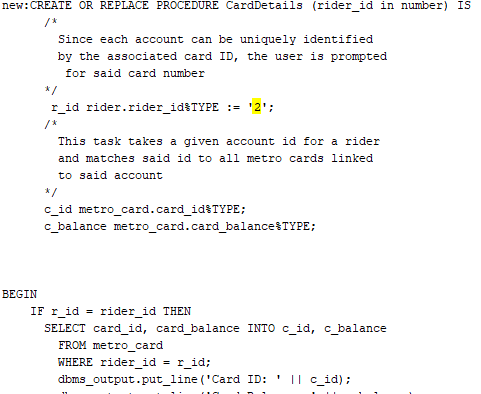 new:CREATE OR REPLACE PROCEDURE CardDetails (rider_id in number) IS
/*
Since each account can be uniquely identified
by the associated card ID, the user is prompted
for said card number
*/
r_id rider.rider_id%TYPE := '2';
/*
This task takes a given account id for a rider
and matches said id to all metro cards linked
to said account
*/
c_id metro_card.card_id%TYPE;
c_balance metro_card.card_balance%TYPE;
BEGIN
IF r_id = rider_id THEN
SELECT card_id, card_balance INTO c_id, c_balance
FROM metro_card
WHERE rider_id = r_id;
dbms_output.put_line('Card ID: ' || c_id);